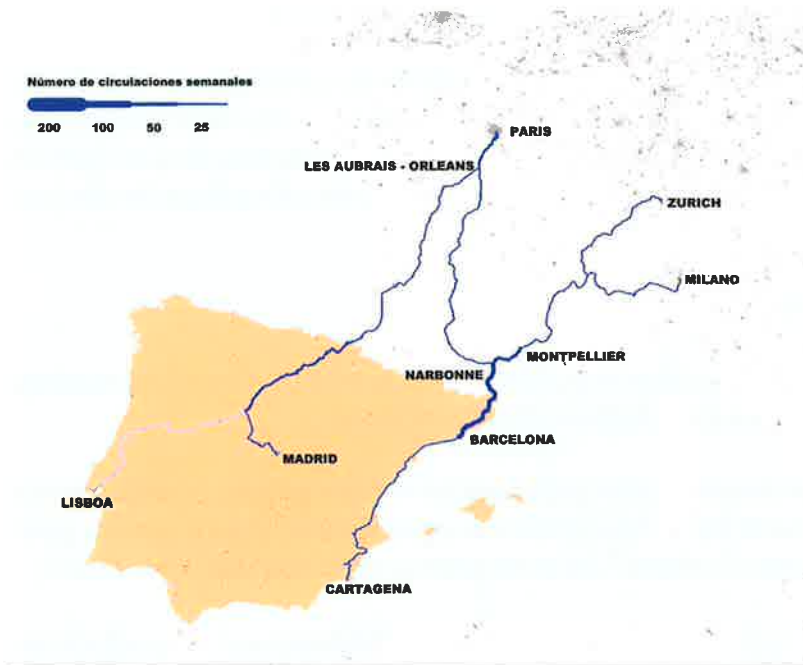 Número de circulaciones semanales
200 100 50 25
PARIS
LES AUBRAIS - ORLEANS
ZURICH
MILANO
MONTPELLIER
NARBONNE
BARCELONA
MADRID
LISBOA
CARTAGENA